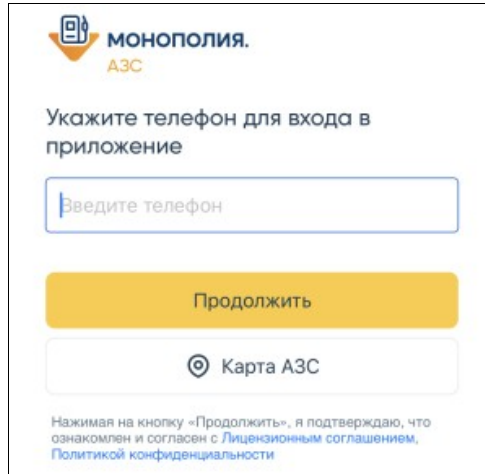 монополия.
АЗС
Укажите телефон для входа в
приложение
Введите телефон
Продолжить
Карта АЗС
Нажимая на кнопку «Продолжить», я подтверждаю, что
ознакомлен и согласен с Лицензионным соглашением,
Политикой конфиденциальности